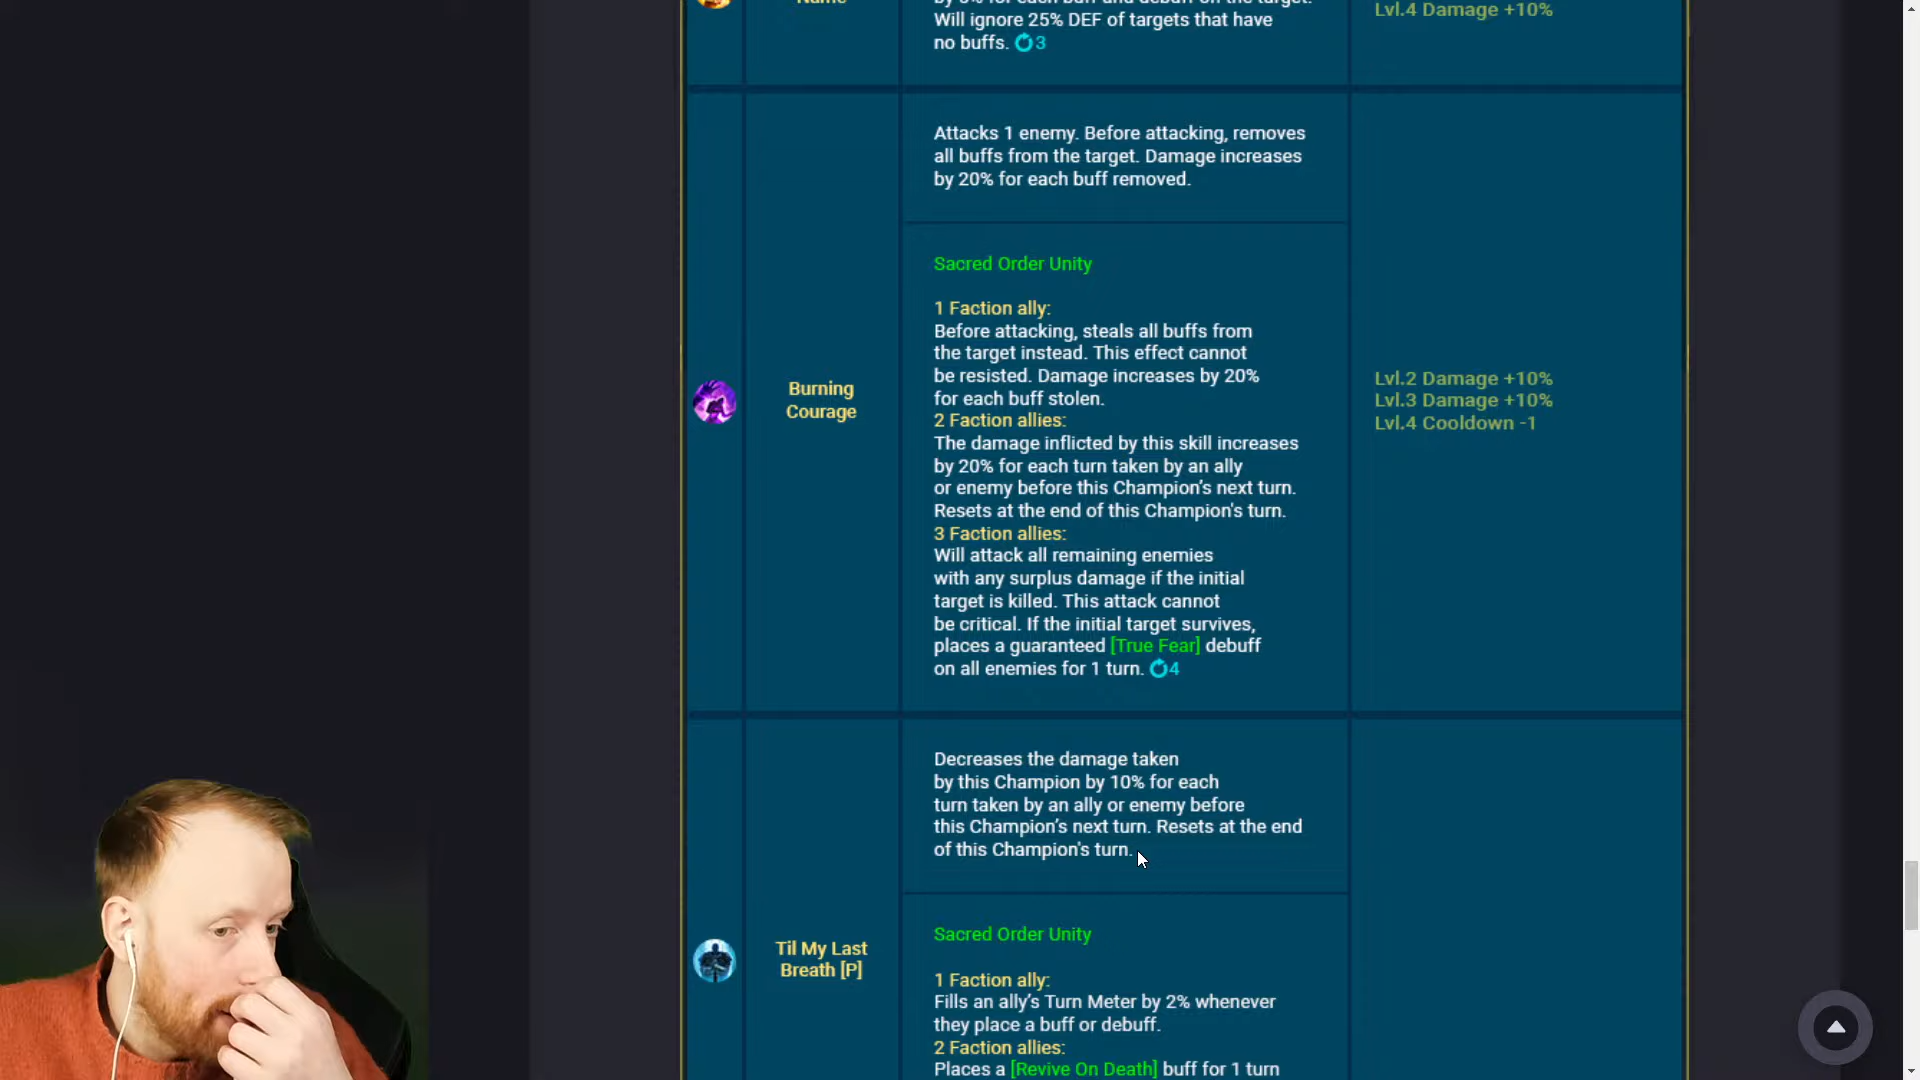 Name
by 5% for each buff and debuff on the target.
Will ignore 25% DEF of targets that have
no buffs. 3
Lvl.4 Damage +10%
Burning
Courage
Attacks 1 enemy. Before attacking, removes
all buffs from the target. Damage increases
by 20% for each buff removed.
Sacred Order Unity
1 Faction ally:
Before attacking, steals all buffs from
the target instead. This effect cannot
be resisted. Damage increases by 20%
for each buff stolen.
2 Faction allies:
The damage inflicted by this skill increases
by 20% for each turn taken by an ally
or enemy before this Champion's next turn.
Resets at the end of this Champion's turn.
3 Faction allies:
Will attack all remaining enemies
with any surplus damage if the initial
target is killed. This attack cannot
be critical. If the initial target survives,
places a guaranteed [True Fear] debuff
on all enemies for 1 turn. 4
Lvl.2 Damage +10%
Lvl.3 Damage +10%
Lvl.4 Cooldown -1
Til My Last
Breath [P]
Decreases the damage taken
by this Champion by 10% for each
turn taken by an ally or enemy before
this Champion's next turn. Resets at the end
of this Champion's turn.
Sacred Order Unity
1 Faction ally:
Fills an ally's Turn Meter by 2% whenever
they place a buff or debuff.
2 Faction allies:
Places a [Revive On Death] buff for 1 turn